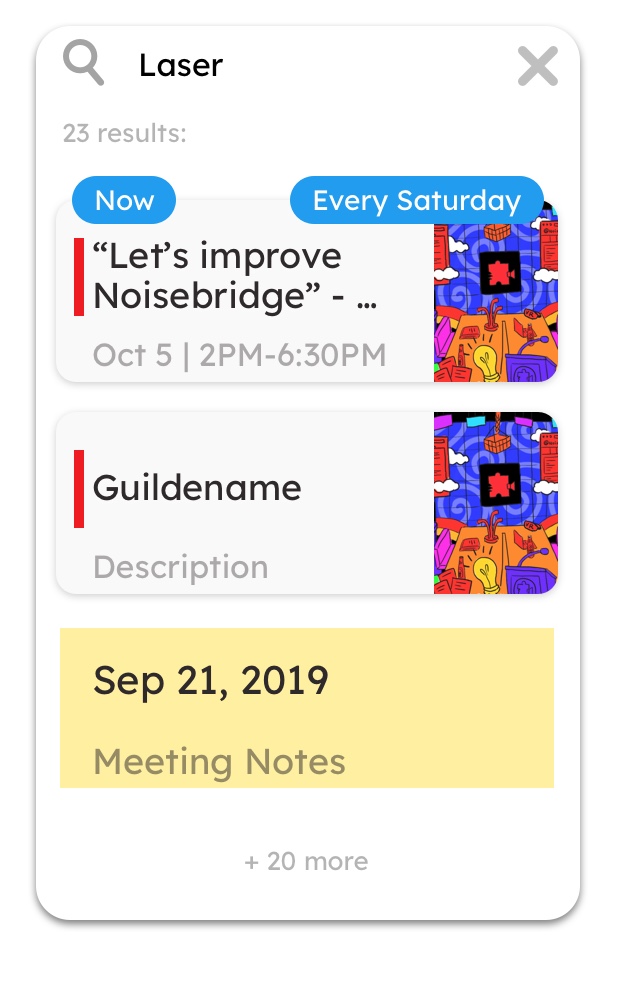 Laser
23 results:
Now
Every Saturday
“Let’s improve
Noisebridge” - ...
Oct 5 | 2PM-6:30PM
Guildename
Description
Sep 21, 2019
Meeting Notes
+ 20 more